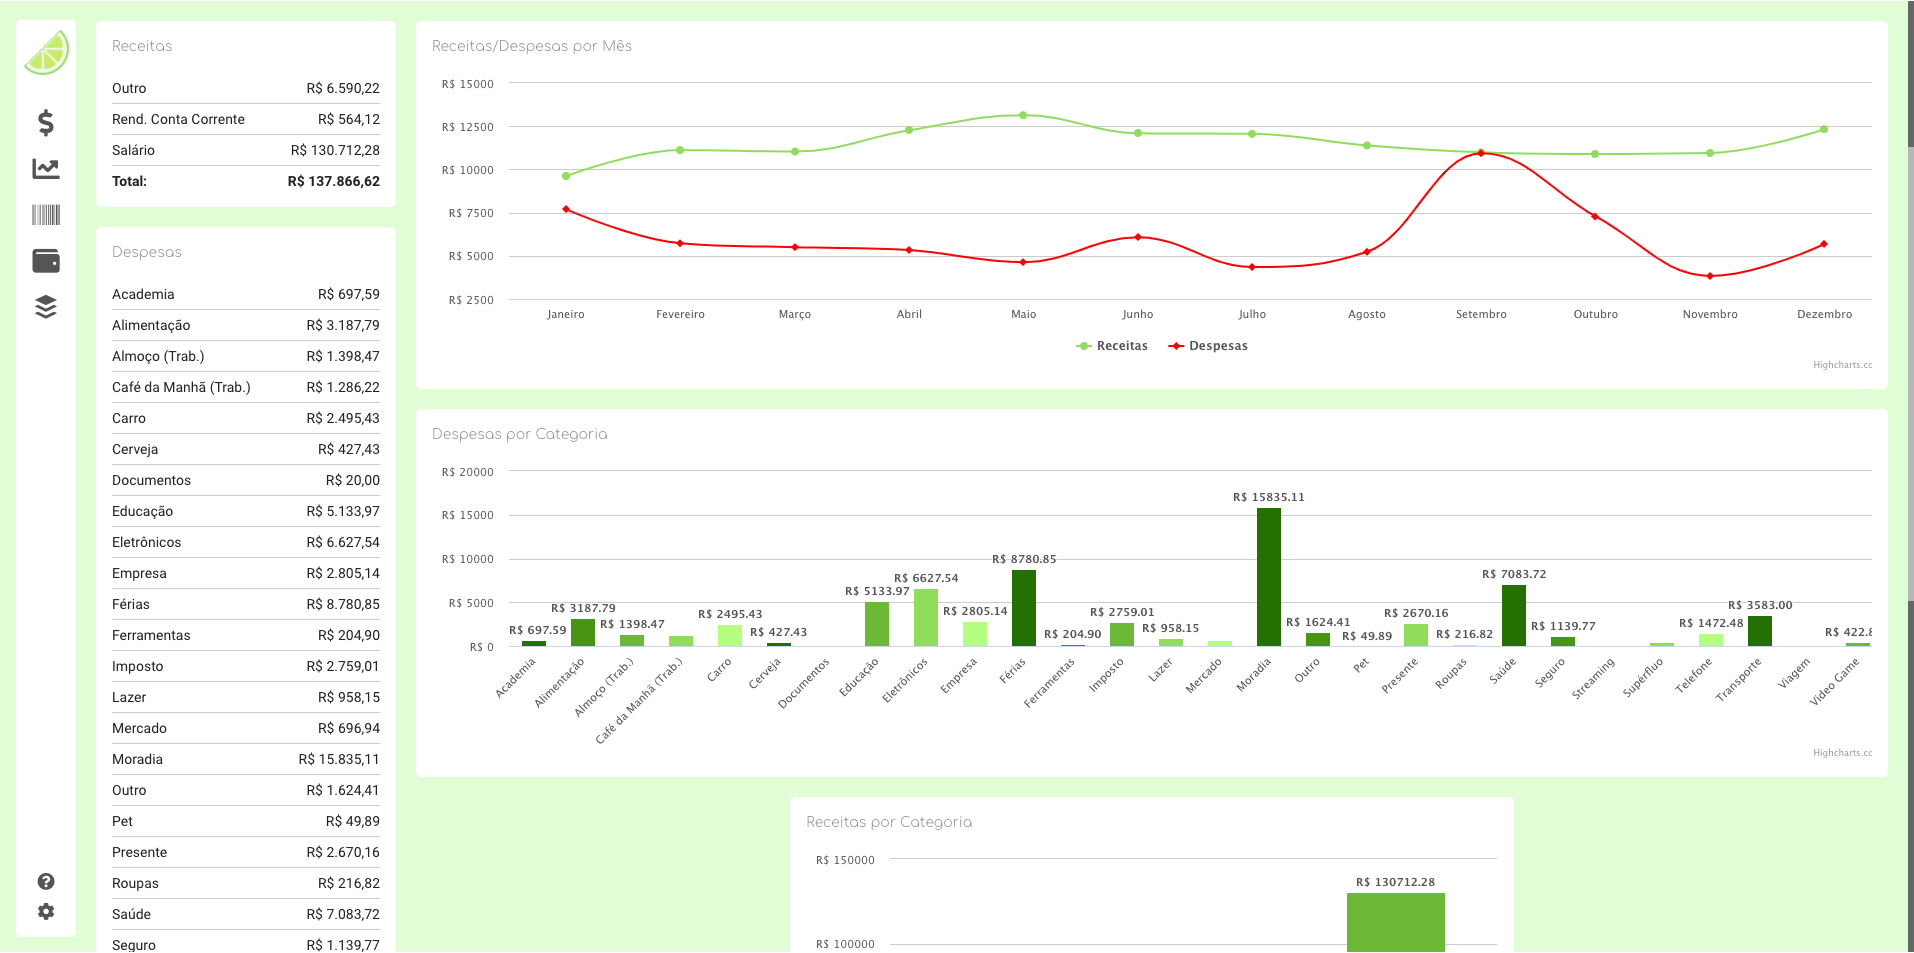 Receitas
Outro R$ 6.590,22
Rend. Conta Corrente R$ 564,12
Salário R$ 130.712,28
Total: R$ 137.866,62
Despesas
Academia R$ 697,59
Alimentação R$ 3.187,79
Almoço (Trab.) R$ 1.398,47
Café da Manhã (Trab.) R$ 1.286,22
Carro R$ 2.495,43
Cerveja R$ 427,43
Documentos R$ 20,00
Educação R$ 5.133,97
Eletrônicos R$ 6.627,54
Empresa R$ 2.805,14
Férias R$ 8.780,85
Ferramentas R$ 204,90
Imposto R$ 2.759,01
Lazer R$ 958,15
Mercado R$ 696,94
Moradia R$ 15.835,11
Outro R$ 1.624,41
Pet R$ 49,89
Presente R$ 2.670,16
Roupas R$ 216,82
Saúde R$ 7.083,72
Seguro R$ 1.139,77
Receitas/Despesas por Mês
R$ 15000
R$ 12500
R$ 10000
R$ 7500
R$ 5000
R$ 2500
Janeiro Fevereiro Março Abril Maio Junho Julho Agosto Setembro Outubro Novembro Dezembro
Receitas Despesas
Highcharts.cc
Despesas por Categoria
R$ 20000
R$ 15000
R$ 10000
R$ 5000
R$ 0
R$ 697.59
R$ 3187.79
R$ 1398.47
R$ 2495.43
R$ 427.43
R$ 5133.97
R$ 6627.54
R$ 2805.14
R$ 8780.85
R$ 204.90
R$ 2759.01
R$ 958.15
R$ 15835.11
R$ 1624.41
R$ 49.89
R$ 2670.16
R$ 216.82
R$ 7083.72
R$ 1139.77
R$ 1472.48
R$ 3583.00
R$ 422.8
Academia
Alimentação
Almoço (Trab.)
Café da Manhã (Trab.)
Carro
Cerveja
Documentos
Educação
Eletrônicos
Empresa
Férias
Ferramentas
Imposto
Lazer
Mercado
Moradia
Outro
Pet
Presente
Roupas
Saúde
Seguro
Streaming
Supérfluo
Telefone
Transporte
Viagem
Video Game
Highcharts.cc
Receitas por Categoria
R$ 150000
R$ 130712.28
R$ 100000